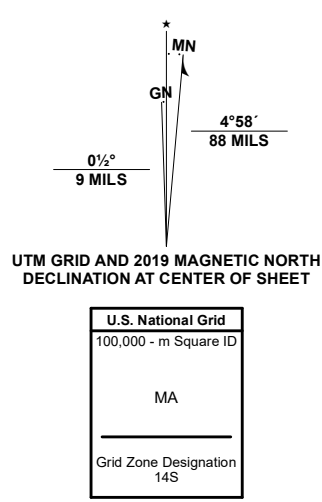 ★
MN
GN
4°58´
88 MILS
0½°
9 MILS
UTM GRID AND 2019 MAGNETIC NORTH
DECLINATION AT CENTER OF SHEET
U.S. National Grid
100,000 - m Square ID
MA
Grid Zone Designation
14S